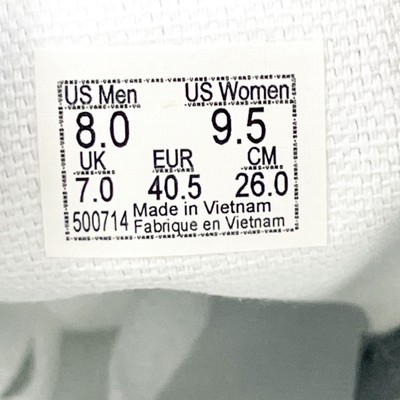 US Men US Women
8.0 9.5
UK EUR CM
7.0 40.5 26.0
500714 Made in Vietnam
Fabrique en Vietnam